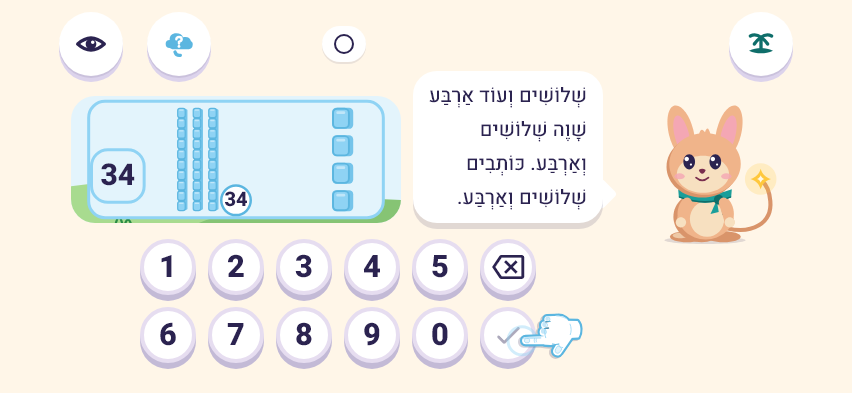 שְׁלוֹשִׁים וְעוֹד אַרְבַּע
שָׁוֶה שְׁלוֹשִׁים
וְאַרְבַּע. כּוֹתְבִים
שְׁלוֹשִׁים וְאַרְבַּע.
34
34
1 2 3 4 5
6 7 8 9 0